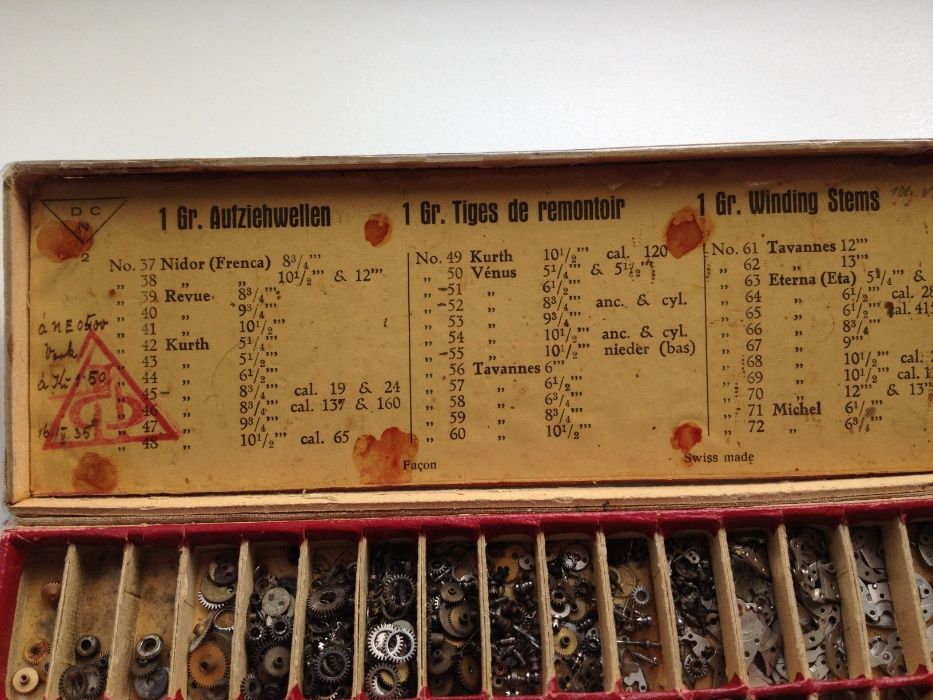 D C
N
2
1 Gr. Aufziehwellen
No. 37 Nidor (Frenca) 8³/₄'''
„ 38 „ „ 10¹/₂''' & 12'''
„ 39 Revue 8³/₄'''
„ 40 „ 9³/₄'''
„ 41 „ 10¹/₂'''
„ 42 Kurth 5¹/₄'''
„ 43 „ 5¹/₂'''
„ 44 „ 6¹/₂'''
„ 45 „ 8³/₄''' cal. 19 & 24
„ 46 „ 8³/₄''' cal. 137 & 160
„ 47 „ 9³/₄'''
„ 48 „ 10¹/₂''' cal. 65
1 Gr. Tiges de remontoir
No. 49 Kurth 10¹/₂''' cal. 120
„ 50 Vénus 5¹/₄''' & 5¹/₂'''
„ 51 „ 6¹/₂'''
„ 52 „ 8³/₄''' anc. & cyl.
„ 53 „ 9³/₄'''
„ 54 „ 10¹/₂''' anc. & cyl.
„ 55 „ 10¹/₂''' nieder (bas)
„ 56 Tavannes 6'''
„ 57 „ 6¹/₂'''
„ 58 „ 6³/₄'''
„ 59 „ 8³/₄'''
„ 60 „ 10¹/₂'''
Façon
1 Gr. Winding Stems
No. 61 Tavannes 12'''
„ 62 „ 13'''
„ 63 Eterna (Eta) 5¹/₄''' &
„ 64 „ 6¹/₂''' cal. 28
„ 65 „ 6¹/₂''' cal. 41
„ 66 „ 8³/₄'''
„ 67 „ 9'''
„ 68 „ 10¹/₂''' cal.
„ 69 „ 10¹/₂''' cal. 1
„ 70 „ 12''' & 13'''
„ 71 Michel 6¹/₂'''
„ 72 „ 6³/₄'''
Swiss made